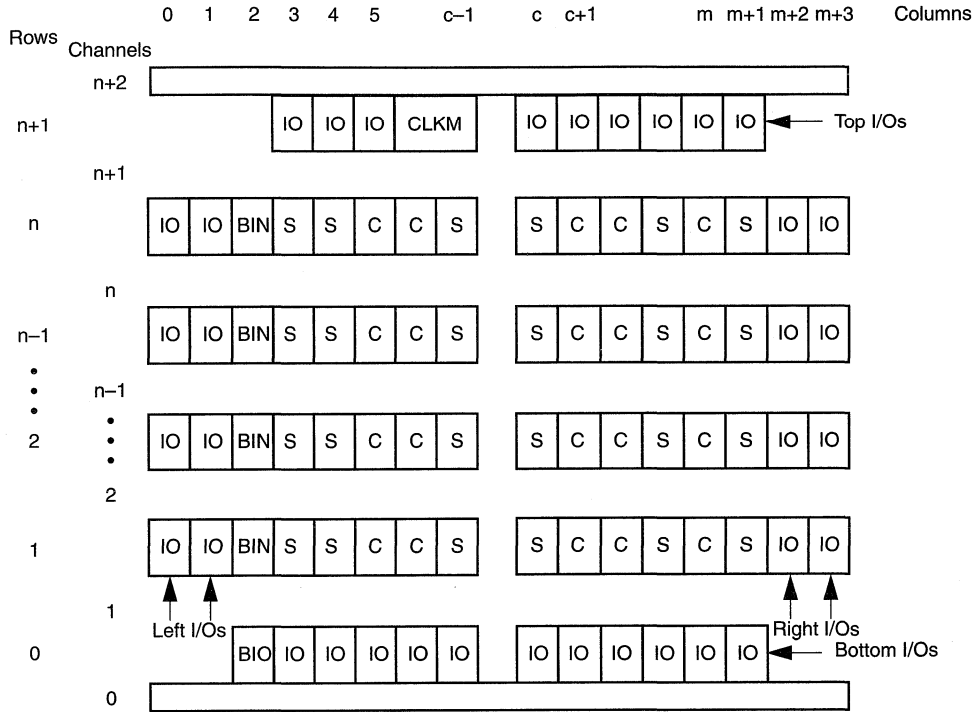 0 1 2 3 4 5 c–1 c c+1 m m+1 m+2 m+3 Columns
Rows
Channels
n+2
n+1 IO IO IO CLKM IO IO IO IO IO IO Top I/Os
n+1
n IO IO BIN S S C C S S C C S C S IO IO
n
n–1 IO IO BIN S S C C S S C C S C S IO IO
n–1
2 IO IO BIN S S C C S S C C S C S IO IO
2
1 IO IO BIN S S C C S S C C S C S IO IO
1
Left I/Os Right I/Os
0 BIO IO IO IO IO IO IO IO IO IO IO IO Bottom I/Os
0